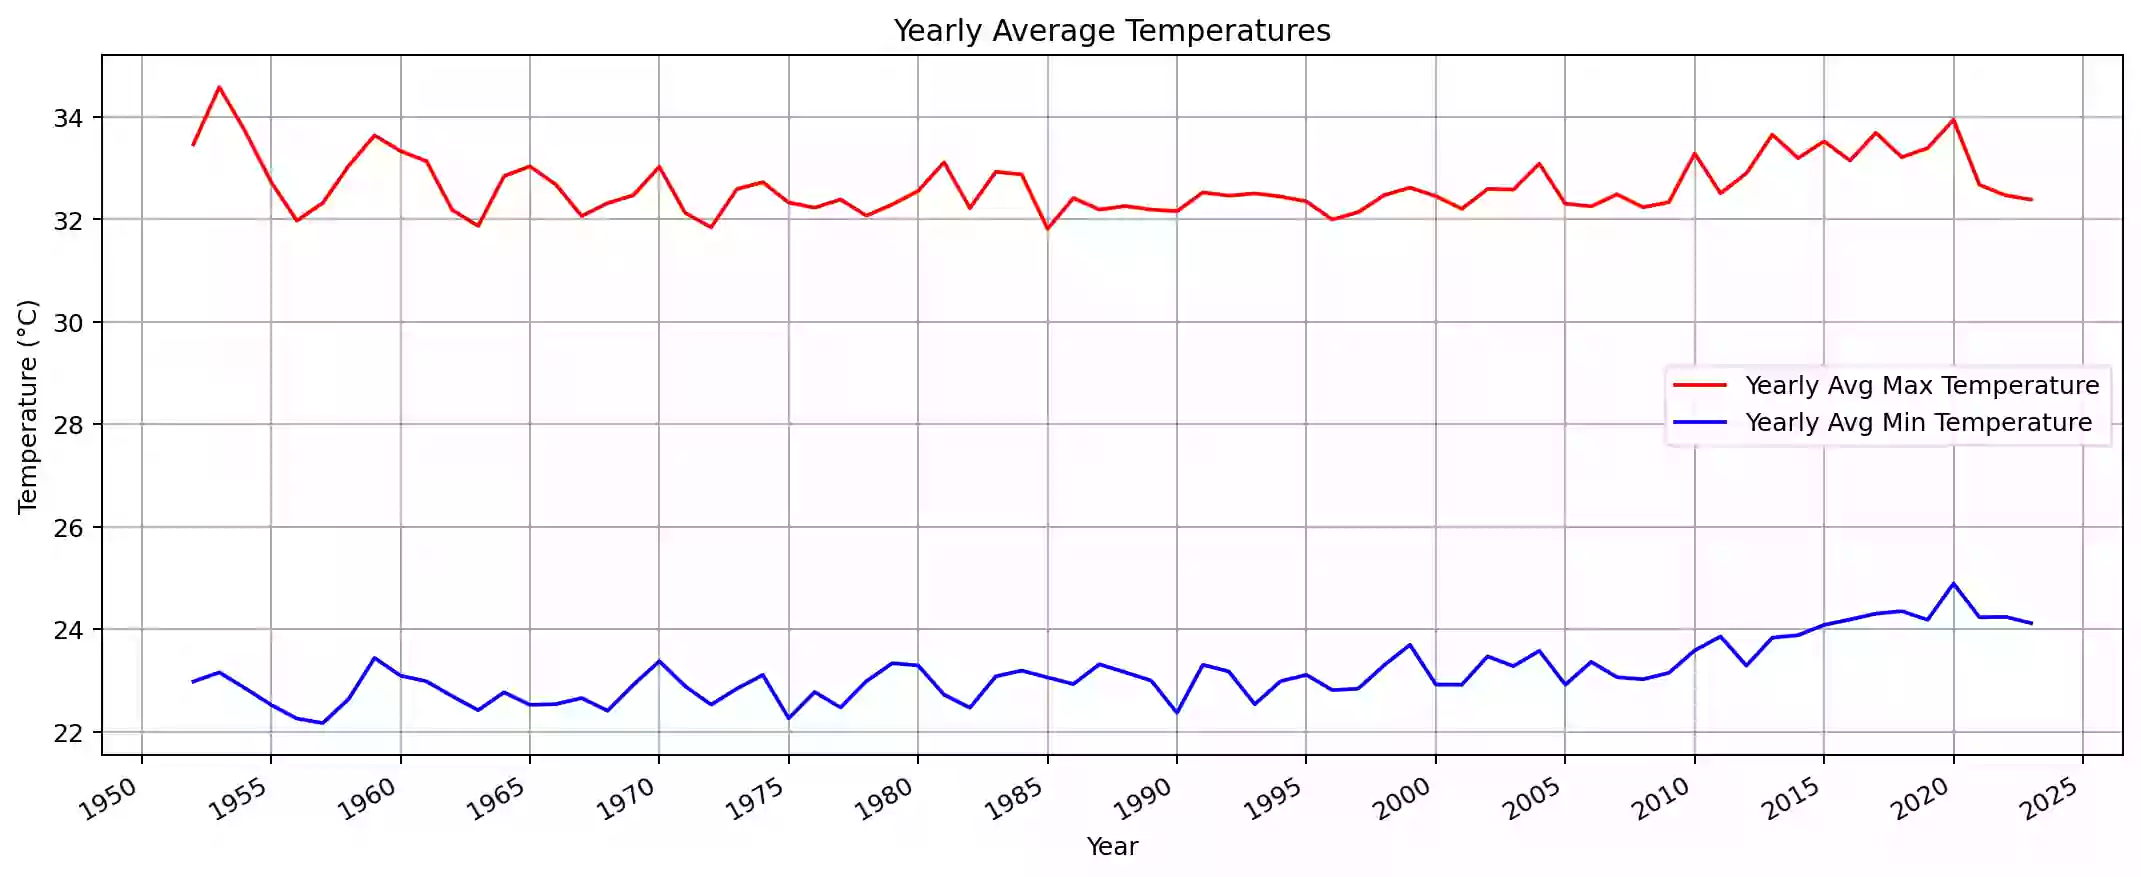 Yearly Average Temperatures
34
32
30
28
26
24
22
Temperature (°C)
Yearly Avg Max Temperature
Yearly Avg Min Temperature
1950 1955 1960 1965 1970 1975 1980 1985 1990 1995 2000 2005 2010 2015 2020 2025
Year